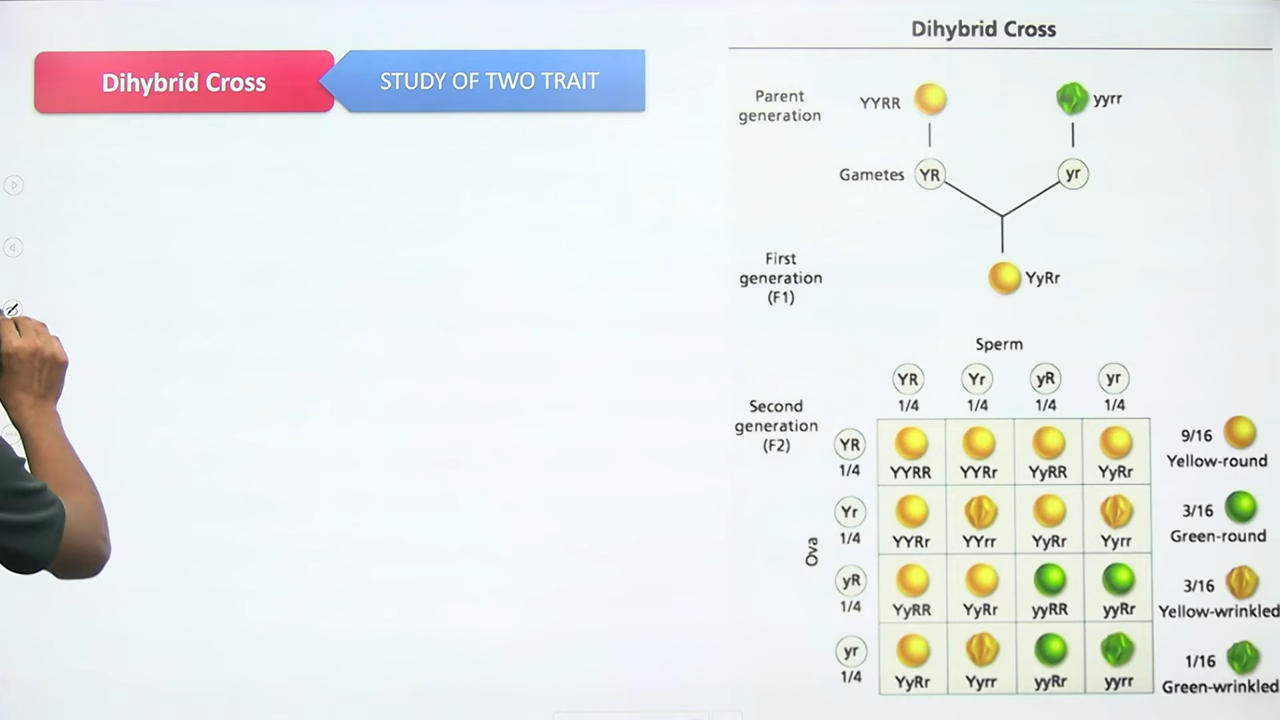 Dihybrid Cross
STUDY OF TWO TRAIT
Dihybrid Cross
Parent
generation
YYRR
yyrr
Gametes
YR
yr
First
generation
(F1)
YyRr
Sperm
YR
Yr
yR
yr
1/4
1/4
1/4
1/4
Second
generation
(F2)
Ova
YR
1/4
YYRR
YYRr
YyRR
YyRr
Yr
1/4
YYRr
YYrr
YyRr
Yyrr
yR
1/4
YyRR
YyRr
yyRR
yyRr
yr
1/4
YyRr
Yyrr
yyRr
yyrr
9/16
Yellow-round
3/16
Green-round
3/16
Yellow-wrinkled
1/16
Green-wrinkled